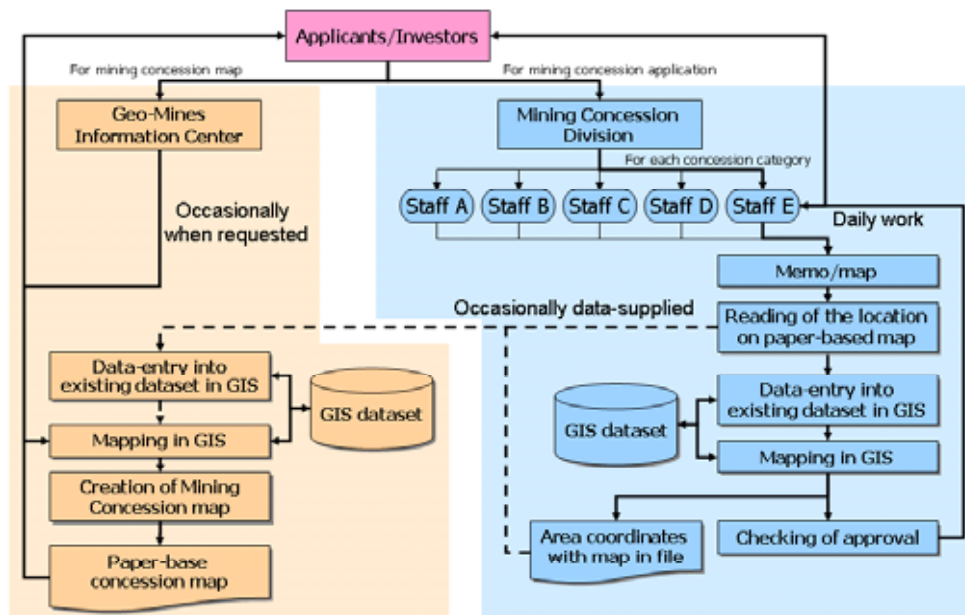 Applicants/Investors
For mining concession map
For mining concession application
Geo-Mines
Information Center
Mining Concession
Division
For each concession category
Staff A
Staff B
Staff C
Staff D
Staff E
Occasionally
when requested
Daily work
Memo/map
Occasionally data-supplied
Reading of the location
on paper-based map
Data-entry into
existing dataset in GIS
GIS dataset
Mapping in GIS
Creation of Mining
Concession map
Paper-base
concession map
Data-entry into
existing dataset in GIS
GIS dataset
Mapping in GIS
Area coordinates
with map in file
Checking of approval